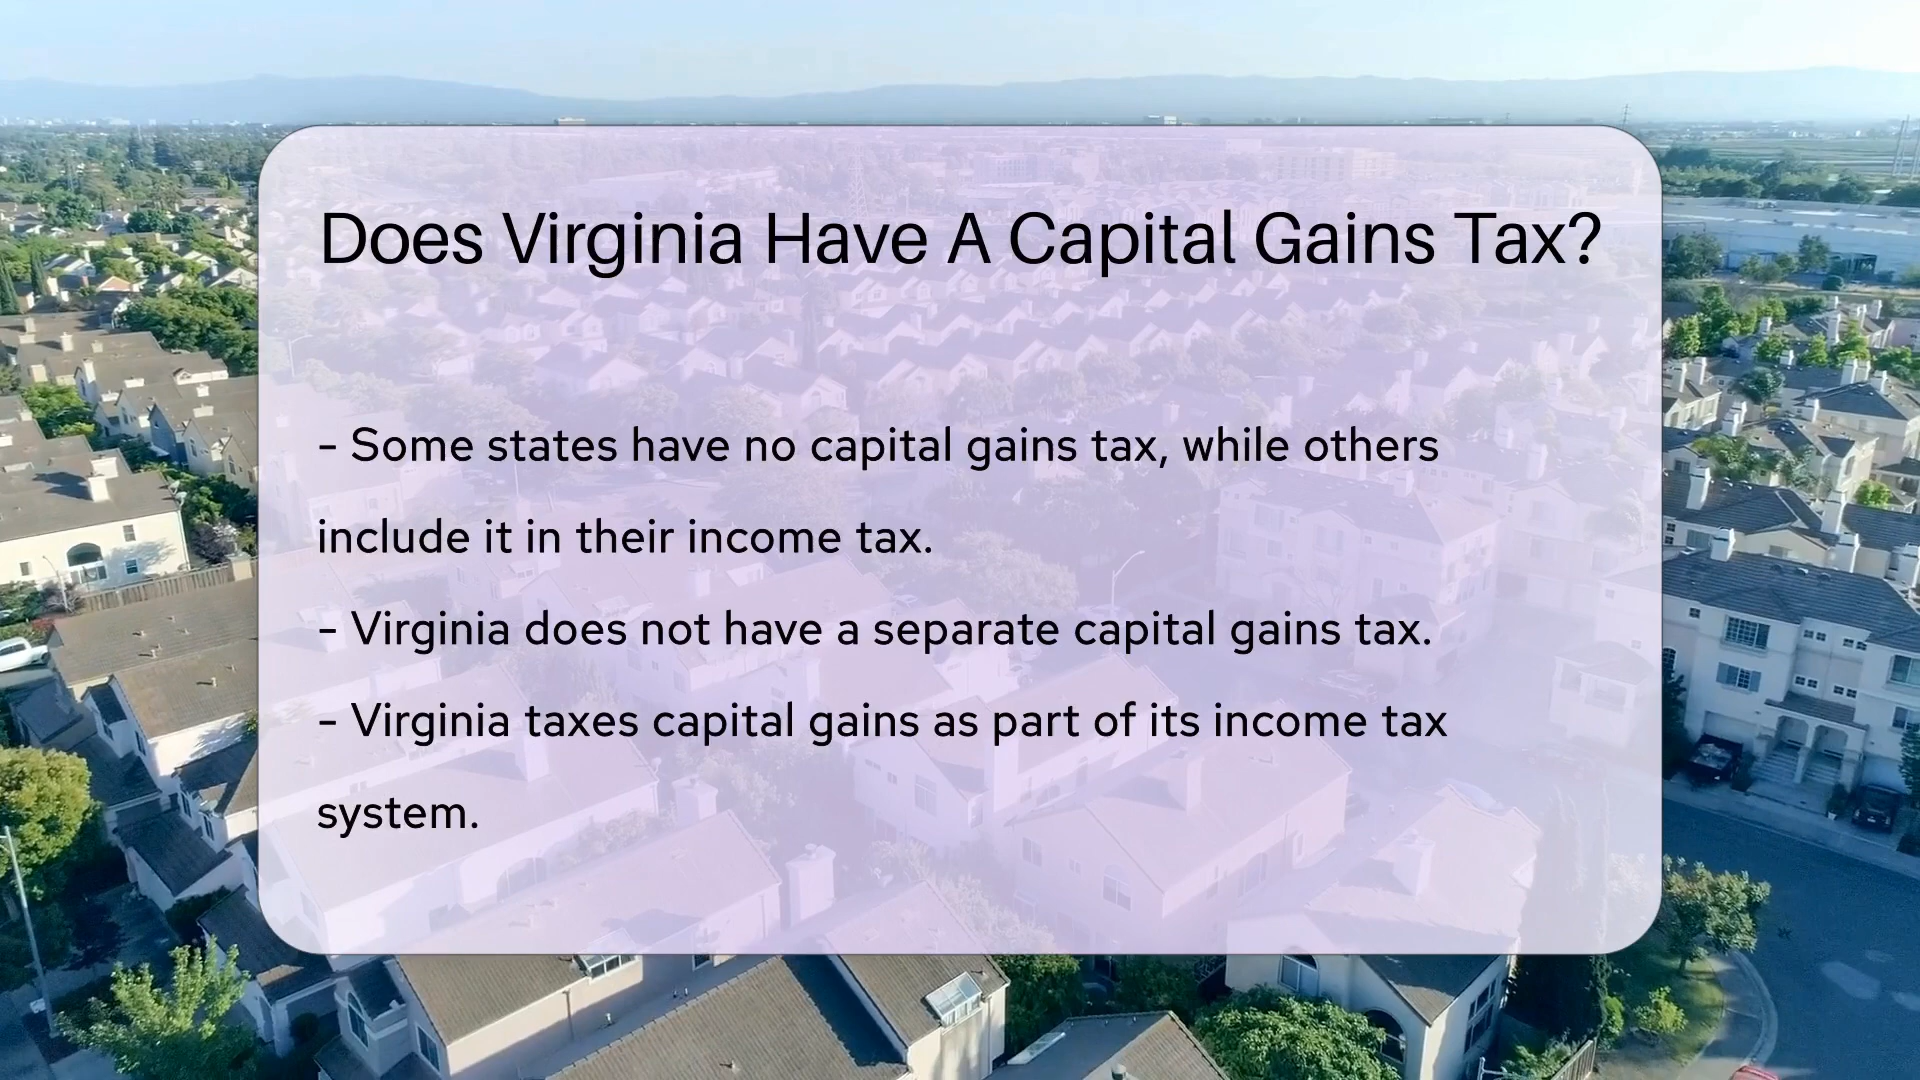 Does Virginia Have A Capital Gains Tax?
- Some states have no capital gains tax, while others
include it in their income tax.
- Virginia does not have a separate capital gains tax.
- Virginia taxes capital gains as part of its income tax
system.